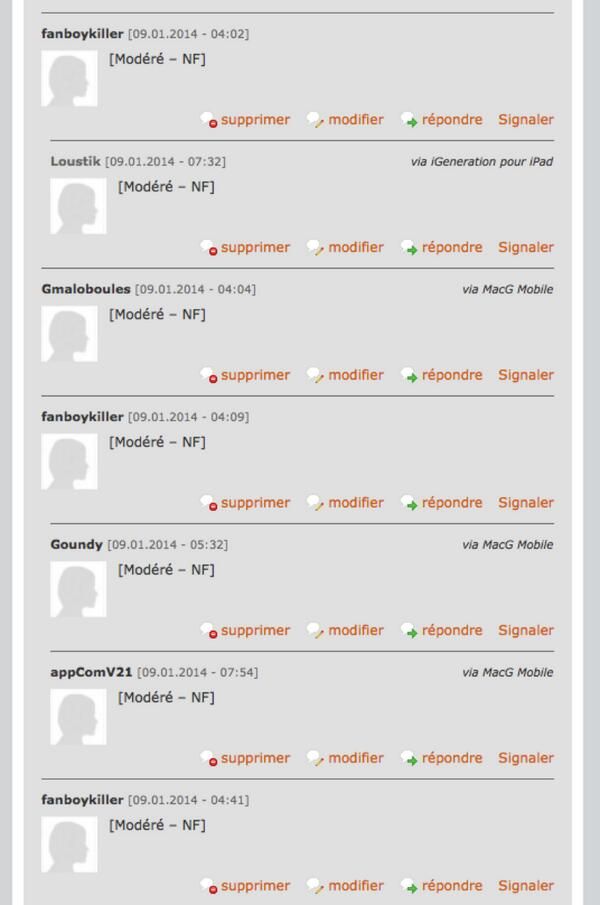 fanboykiller [09.01.2014 - 04:02]
[Modéré – NF]
supprimer modifier répondre Signaler
Loustik [09.01.2014 - 07:32] via iGeneration pour iPad
[Modéré – NF]
supprimer modifier répondre Signaler
Gmaloboules [09.01.2014 - 04:04] via MacG Mobile
[Modéré – NF]
supprimer modifier répondre Signaler
fanboykiller [09.01.2014 - 04:09]
[Modéré – NF]
supprimer modifier répondre Signaler
Goundy [09.01.2014 - 05:32] via MacG Mobile
[Modéré – NF]
supprimer modifier répondre Signaler
appComV21 [09.01.2014 - 07:54] via MacG Mobile
[Modéré – NF]
supprimer modifier répondre Signaler
fanboykiller [09.01.2014 - 04:41]
[Modéré – NF]
supprimer modifier répondre Signaler